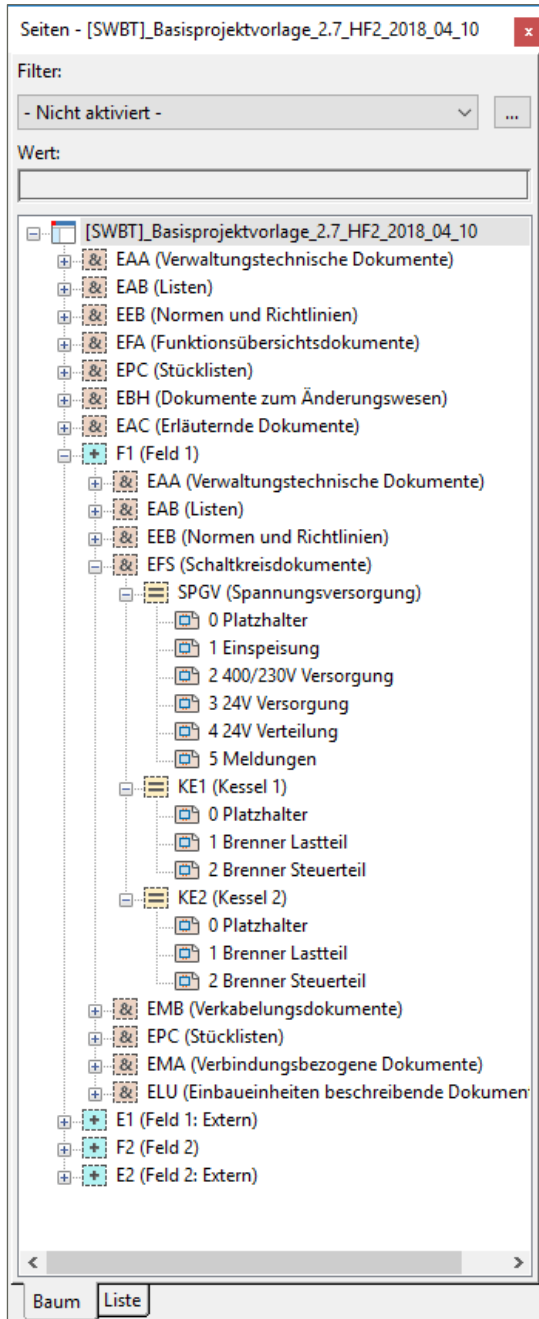 Seiten - [SWBT]_Basisprojektvorlage_2.7_HF2_2018_04_10 x
Filter:
- Nicht aktiviert - ...
Wert:
[SWBT]_Basisprojektvorlage_2.7_HF2_2018_04_10
& EAA (Verwaltungstechnische Dokumente)
& EAB (Listen)
& EEB (Normen und Richtlinien)
& EFA (Funktionsübersichtsdokumente)
& EPC (Stücklisten)
& EBH (Dokumente zum Änderungswesen)
& EAC (Erläuternde Dokumente)
+ F1 (Feld 1)
& EAA (Verwaltungstechnische Dokumente)
& EAB (Listen)
& EEB (Normen und Richtlinien)
& EFS (Schaltkreisdokumente)
= SPGV (Spannungsversorgung)
0 Platzhalter
1 Einspeisung
2 400/230V Versorgung
3 24V Versorgung
4 24V Verteilung
5 Meldungen
= KE1 (Kessel 1)
0 Platzhalter
1 Brenner Lastteil
2 Brenner Steuerteil
= KE2 (Kessel 2)
0 Platzhalter
1 Brenner Lastteil
2 Brenner Steuerteil
& EMB (Verkabelungsdokumente)
& EPC (Stücklisten)
& EMA (Verbindungsbezogene Dokumente)
& ELU (Einbaueinheiten beschreibende Dokumen
+ E1 (Feld 1: Extern)
+ F2 (Feld 2)
+ E2 (Feld 2: Extern)
Baum Liste